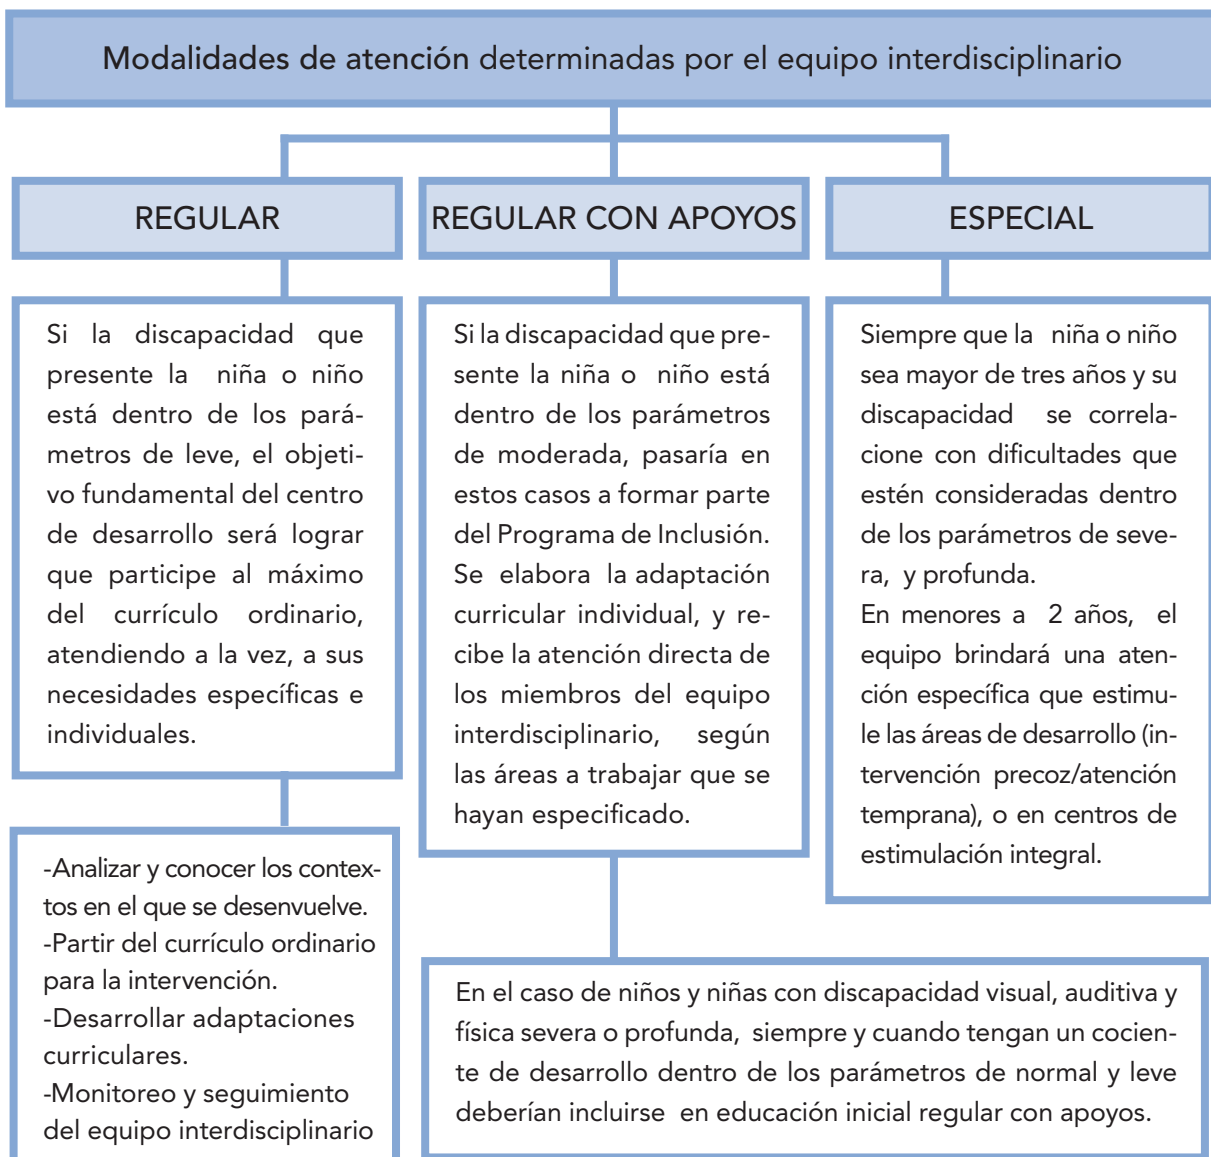 Modalidades de atención determinadas por el equipo interdisciplinario
REGULAR
Si la discapacidad que
presente la niña o niño
está dentro de los pará-
metros de leve, el objeti-
vo fundamental del centro
de desarrollo será lograr
que participe al máximo
del currículo ordinario,
atendiendo a la vez, a sus
necesidades específicas e
individuales.
-Analizar y conocer los contex-
tos en el que se desenvuelve.
-Partir del currículo ordinario
para la intervención.
-Desarrollar adaptaciones
curriculares.
-Monitoreo y seguimiento
del equipo interdisciplinario
REGULAR CON APOYOS
Si la discapacidad que pre-
sente la niña o niño está
dentro de los parámetros
de moderada, pasaría en
estos casos a formar parte
del Programa de Inclusión.
Se elabora la adaptación
curricular individual, y re-
cibe la atención directa de
los miembros del equipo
interdisciplinario, según
las áreas a trabajar que se
hayan especificado.
En el caso de niños y niñas con discapacidad visual, auditiva y
física severa o profunda, siempre y cuando tengan un cocien-
te de desarrollo dentro de los parámetros de normal y leve
deberían incluirse en educación inicial regular con apoyos.
ESPECIAL
Siempre que la niña o niño
sea mayor de tres años y su
discapacidad se correla-
cione con dificultades que
estén consideradas dentro
de los parámetros de seve-
ra, y profunda.
En menores a 2 años, el
equipo brindará una aten-
ción específica que estimu-
le las áreas de desarrollo (in-
tervención precoz/atención
temprana), o en centros de
estimulación integral.